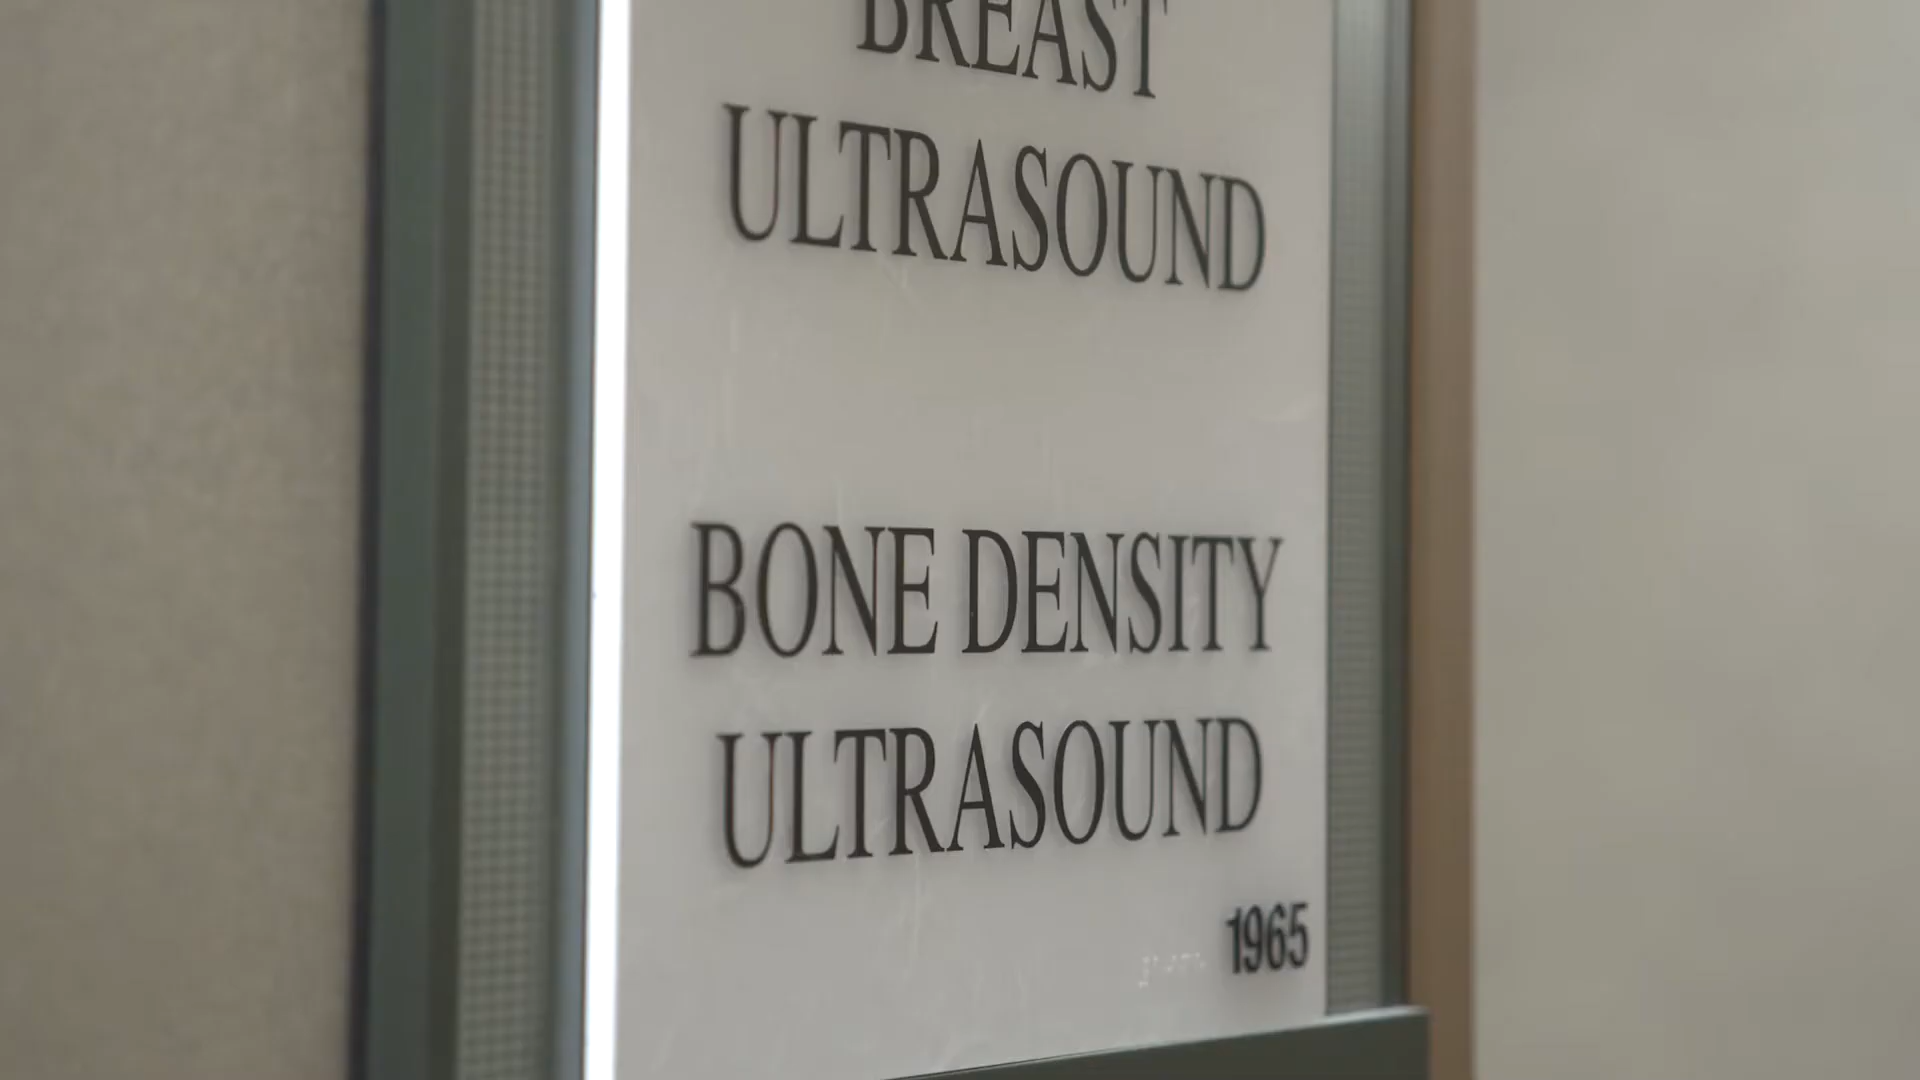 BREAST
ULTRASOUND
BONE DENSITY
ULTRASOUND
1965